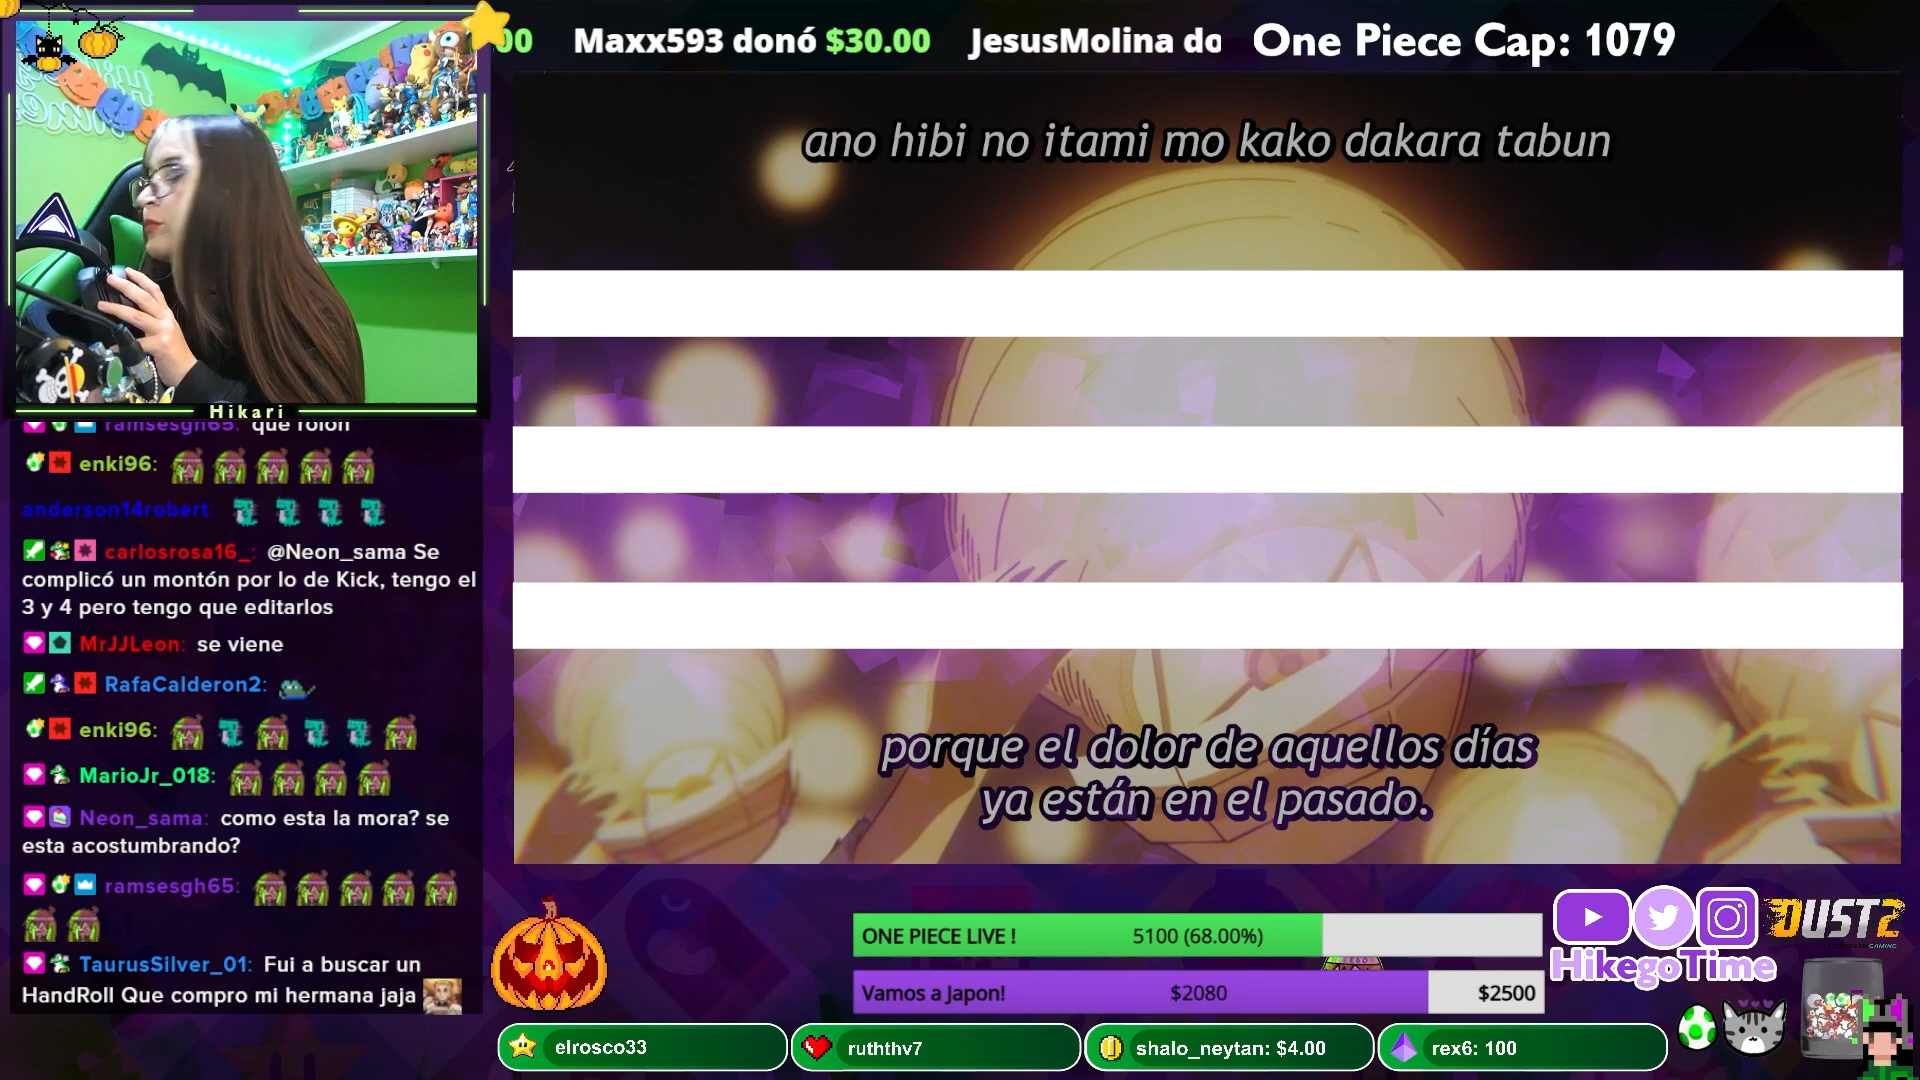 00 Maxx593 donó $30.00 JesusMolina do
One Piece Cap: 1079
ano hibi no itami mo kako dakara tabun
porque el dolor de aquellos días
ya están en el pasado.
Hikari
ramsesgh65: que rolon
enki96:
anderson14robert:
carlosrosa16_: @Neon_sama Se
complicó un montón por lo de Kick, tengo el
3 y 4 pero tengo que editarlos
MrJJLeon: se viene
RafaCalderon2:
enki96:
MarioJr_018:
Neon_sama: como esta la mora? se
esta acostumbrando?
ramsesgh65:
TaurusSilver_01: Fui a buscar un
HandRoll Que compro mi hermana jaja
ONE PIECE LIVE ! 5100 (68.00%)
Vamos a Japon! $2080 $2500
DUST2
HikegoTime
elrosco33
ruththv7
shalo_neytan: $4.00
rex6: 100